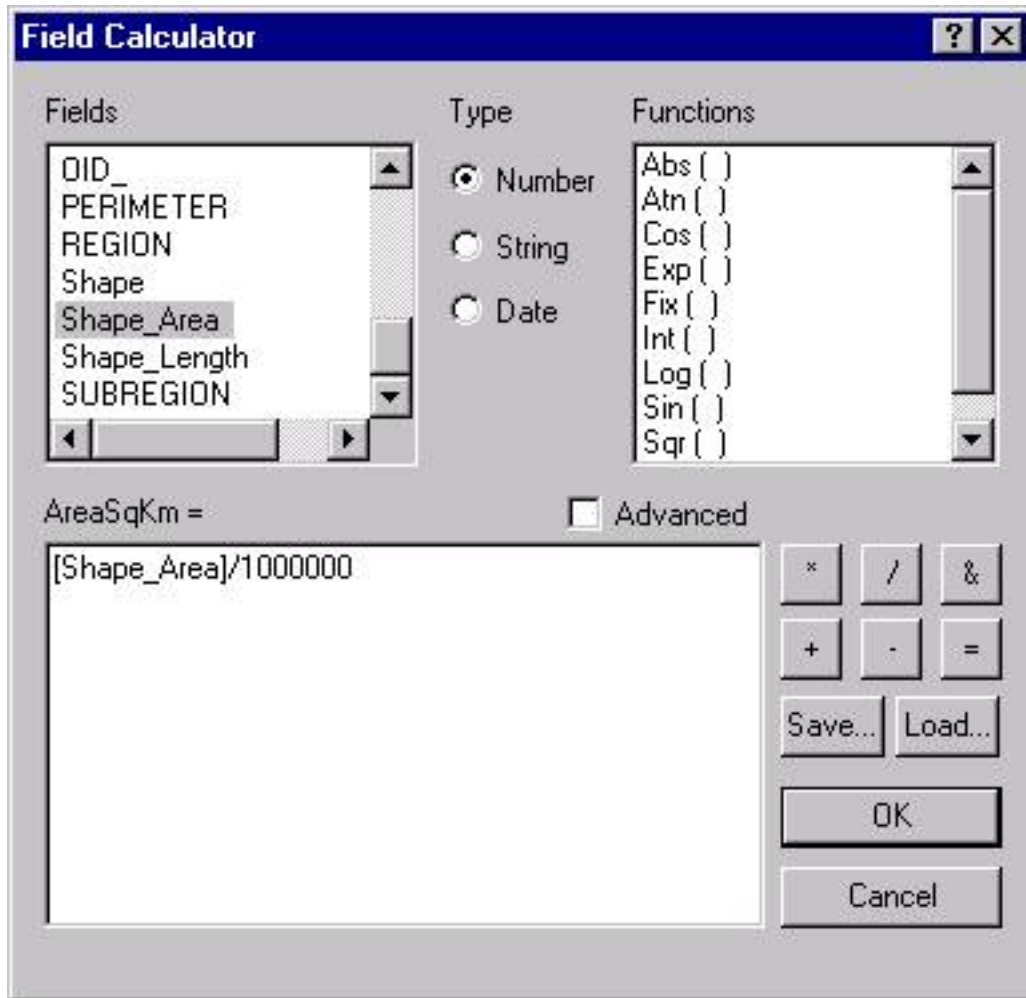 Field Calculator
Fields
Type
Functions
OID_
PERIMETER
REGION
Shape
Shape_Area
Shape_Length
SUBREGION
Number
String
Date
Abs ( )
Atn ( )
Cos ( )
Exp ( )
Fix ( )
Int ( )
Log ( )
Sin ( )
Sqr ( )
AreaSqKm =
Advanced
[Shape_Area]/1000000
* / &
+ - =
Save... Load...
OK
Cancel